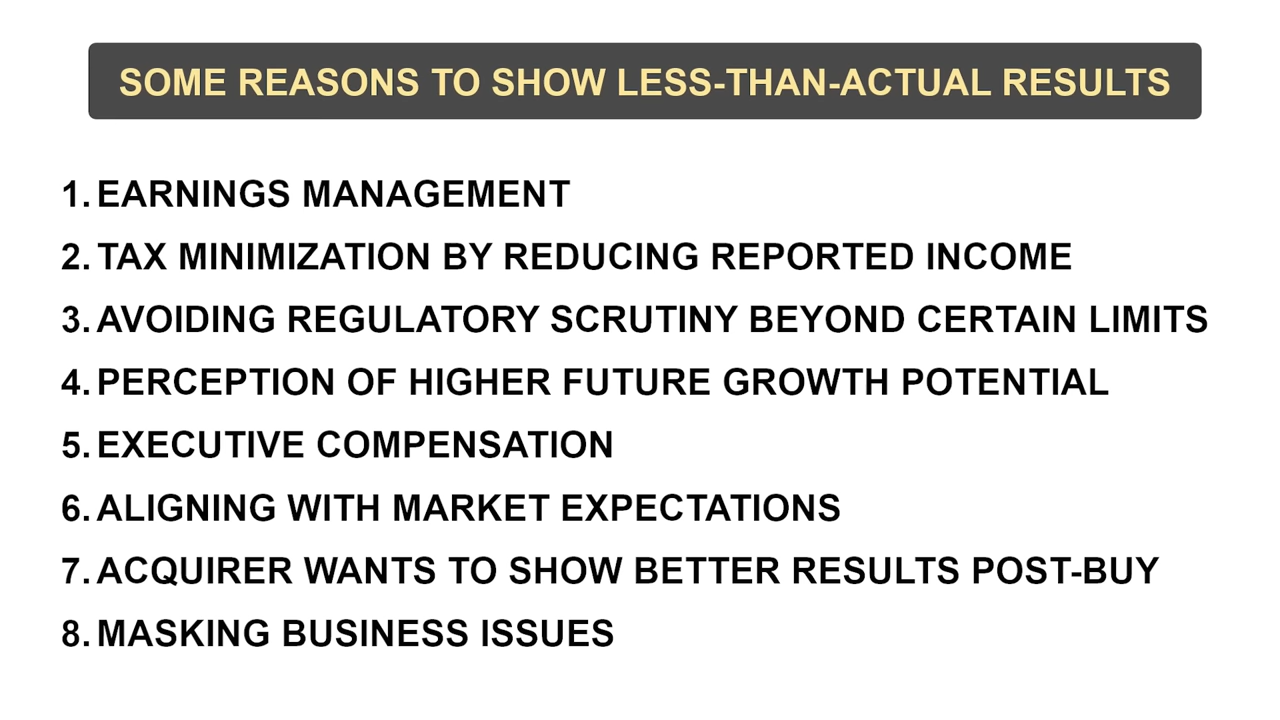 SOME REASONS TO SHOW LESS-THAN-ACTUAL RESULTS
1. EARNINGS MANAGEMENT
2. TAX MINIMIZATION BY REDUCING REPORTED INCOME
3. AVOIDING REGULATORY SCRUTINY BEYOND CERTAIN LIMITS
4. PERCEPTION OF HIGHER FUTURE GROWTH POTENTIAL
5. EXECUTIVE COMPENSATION
6. ALIGNING WITH MARKET EXPECTATIONS
7. ACQUIRER WANTS TO SHOW BETTER RESULTS POST-BUY
8. MASKING BUSINESS ISSUES